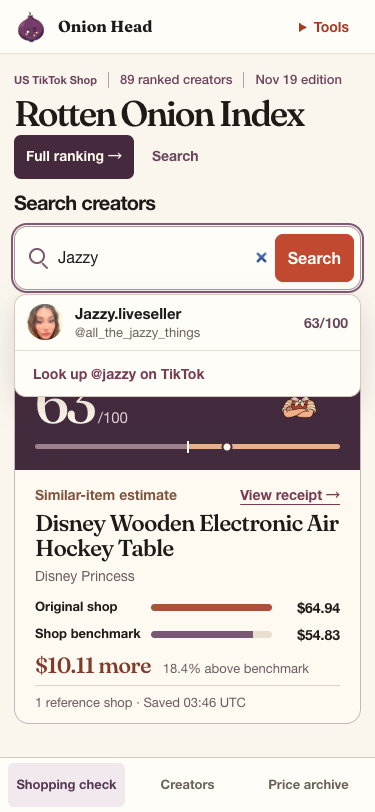 Onion Head
Tools
US TikTok Shop
89 ranked creators
Nov 19 edition
Rotten Onion Index
Full ranking →
Search
Search creators
Jazzy
Search
Jazzy.liveseller
@all_the_jazzy_things
63/100
Look up @jazzy on TikTok
63/100
Similar-item estimate
View receipt →
Disney Wooden Electronic Air
Hockey Table
Disney Princess
Original shop $64.94
Shop benchmark $54.83
$10.11 more 18.4% above benchmark
1 reference shop · Saved 03:46 UTC
Shopping check
Creators
Price archive